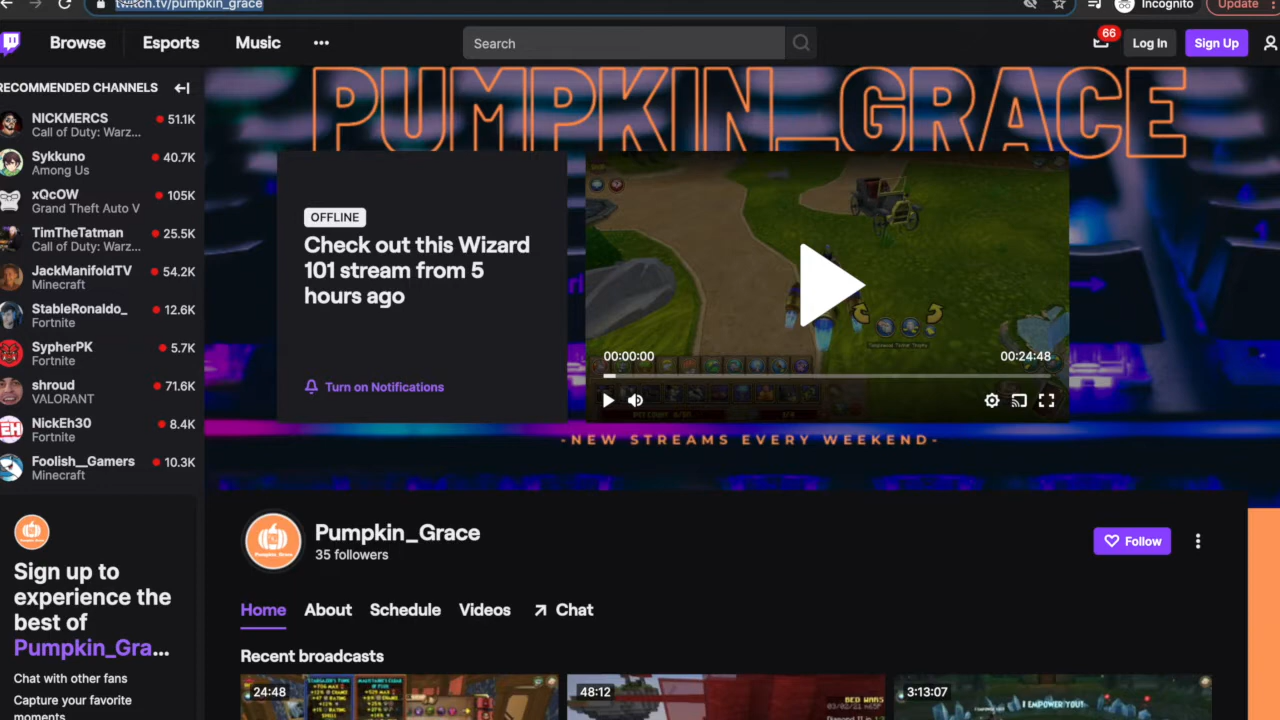 twitch.tv/pumpkin_grace
Incognito
Update
Browse
Esports
Music
Search
66
Log In
Sign Up
RECOMMENDED CHANNELS
NICKMERCS
51.1K
Call of Duty: Warz...
Sykkuno
40.7K
Among Us
xQcOW
105K
Grand Theft Auto V
TimTheTatman
25.5K
Call of Duty: Warz...
JackManifoldTV
54.2K
Minecraft
StableRonaldo_
12.6K
Fortnite
SypherPK
5.7K
Fortnite
shroud
71.6K
VALORANT
NickEh30
8.4K
Fortnite
Foolish__Gamers
10.3K
Minecraft
Sign up to
experience the
best of
Pumpkin_Gra...
Chat with other fans
Capture your favorite
moments
PUMPKIN_GRACE
OFFLINE
Check out this Wizard
101 stream from 5
hours ago
Turn on Notifications
00:00:00
00:24:48
-NEW STREAMS EVERY WEEKEND-
Pumpkin_Grace
35 followers
Follow
Home
About
Schedule
Videos
Chat
Recent broadcasts
24:48
48:12
BED WARS
3:13:07
I EMPOWER YOU!